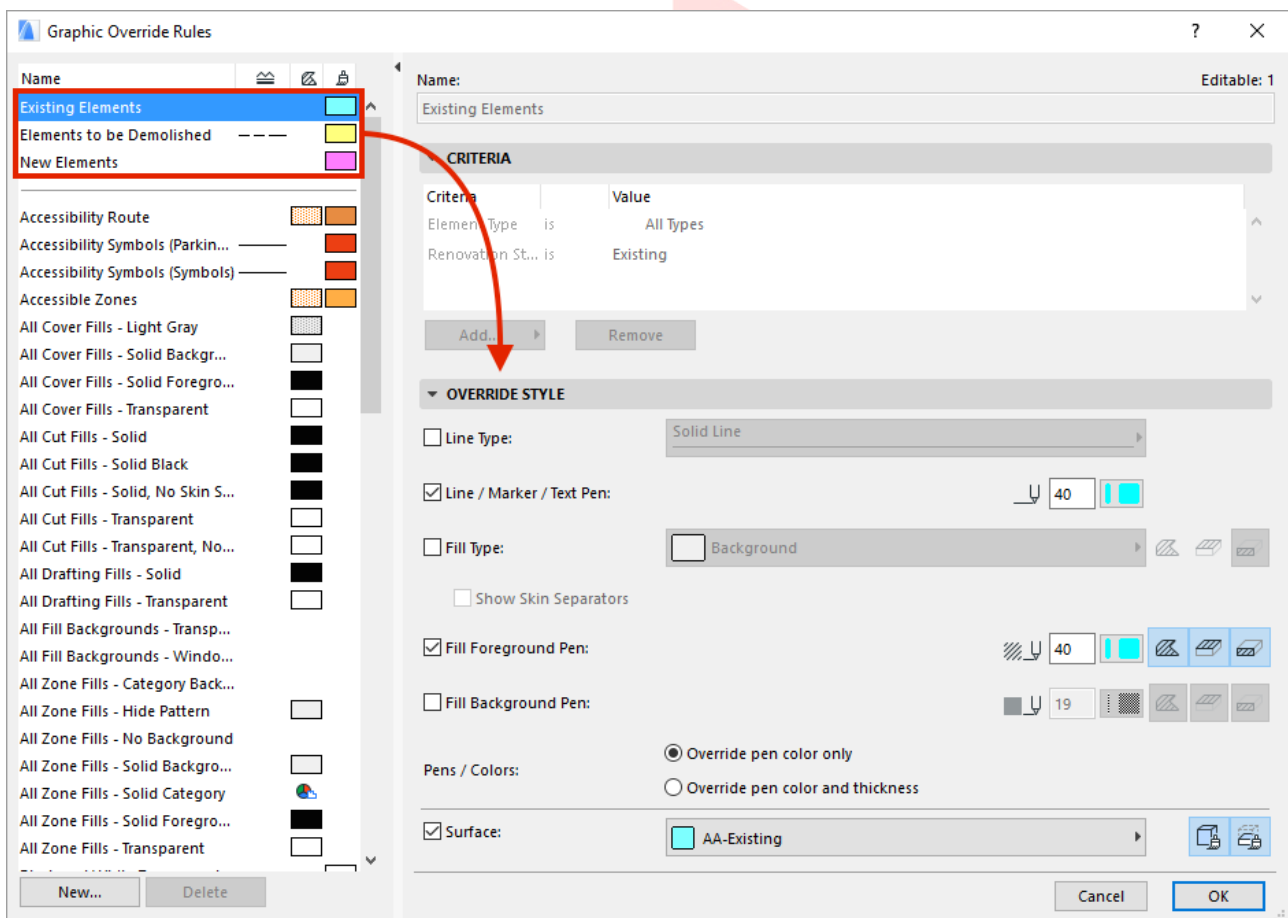 Graphic Override Rules
? ×
Name
Existing Elements
Elements to be Demolished
New Elements
Accessibility Route
Accessibility Symbols (Parkin...
Accessibility Symbols (Symbols)
Accessible Zones
All Cover Fills - Light Gray
All Cover Fills - Solid Backgr...
All Cover Fills - Solid Foregro...
All Cover Fills - Transparent
All Cut Fills - Solid
All Cut Fills - Solid Black
All Cut Fills - Solid, No Skin S...
All Cut Fills - Transparent
All Cut Fills - Transparent, No...
All Drafting Fills - Solid
All Drafting Fills - Transparent
All Fill Backgrounds - Transp...
All Fill Backgrounds - Windo...
All Zone Fills - Category Back...
All Zone Fills - Hide Pattern
All Zone Fills - No Background
All Zone Fills - Solid Backgro...
All Zone Fills - Solid Category
All Zone Fills - Solid Foregro...
All Zone Fills - Transparent
New... Delete
Name: Editable: 1
Existing Elements
CRITERIA
Criteria Value
Element Type is All Types
Renovation St... is Existing
Add... Remove
OVERRIDE STYLE
Line Type: Solid Line
Line / Marker / Text Pen: 40
Fill Type: Background
Show Skin Separators
Fill Foreground Pen: 40
Fill Background Pen: 19
Pens / Colors:
Override pen color only
Override pen color and thickness
Surface: AA-Existing
Cancel OK